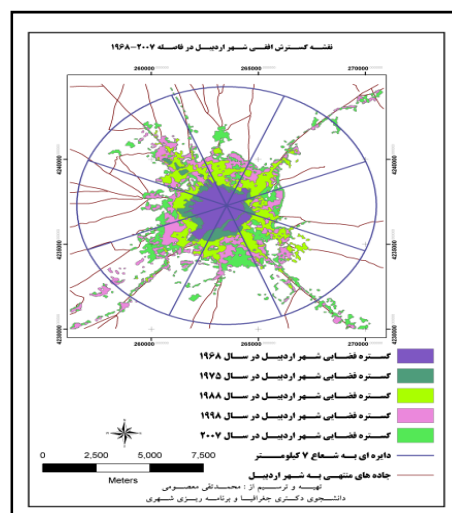 نقشه گسترش افقی شهر اردبیل در فاصله ۲۰۰۷-۱۹۶۸
260000 265000 270000
4240000 4240000
4235000 4235000
4230000 4230000
260000 265000 270000
گستره فضایی شهر اردبیل در سال ۱۹۶۸
گستره فضایی شهر اردبیل در سال ۱۹۷۵
گستره فضایی شهر اردبیل در سال ۱۹۸۸
گستره فضایی شهر اردبیل در سال ۱۹۹۸
گستره فضایی شهر اردبیل در سال ۲۰۰۷
دایره ای به شعاع ۷ کیلومتر
جاده های منتهی به شهر اردبیل
0 2,500 5,000 7,500
Meters
تهیه و ترسیم از : محمدتقی معصومی
دانشجوی دکتری جغرافیا و برنامه ریزی شهری